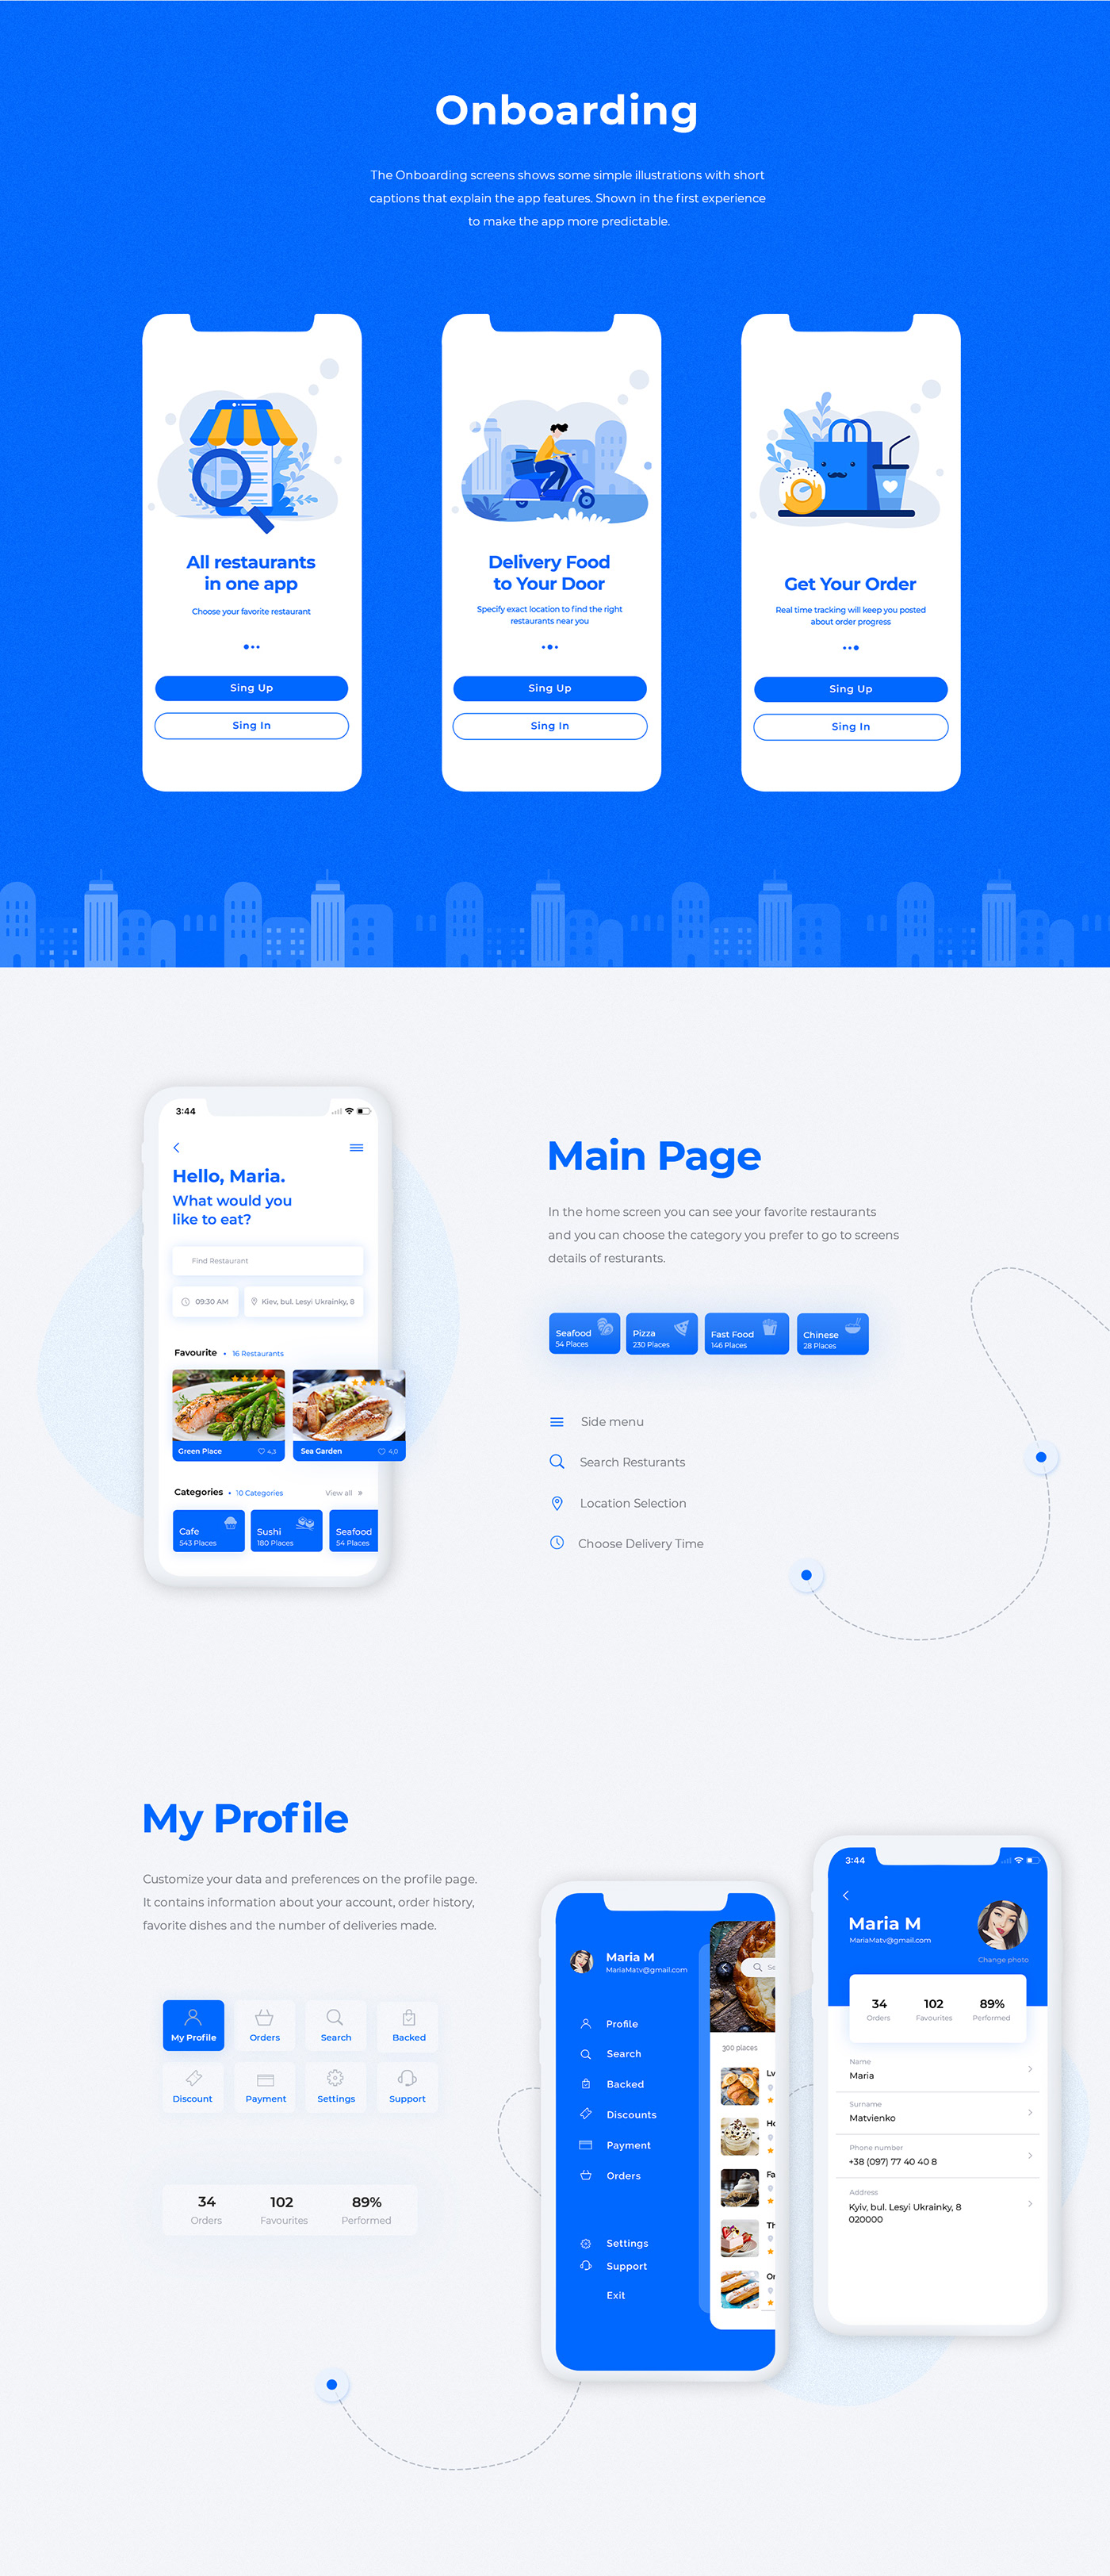 Onboarding
The Onboarding screens shows some simple illustrations with short
captions that explain the app features. Shown in the first experience
to make the app more predictable.
All restaurants
in one app
Choose your favorite restaurant
Sing Up
Sing In
Delivery Food
to Your Door
Specify exact location to find the right
restaurants near you
Sing Up
Sing In
Get Your Order
Real time tracking will keep you posted
about order progress
Sing Up
Sing In
3:44
Hello, Maria.
What would you
like to eat?
Find Restaurant
09:30 AM
Kiev, bul. Lesyi Ukrainky, 8
Favourite • 16 Restaurants
Green Place 4,3
Sea Garden 4,0
Categories • 10 Categories View all »
Cafe
543 Places
Sushi
180 Places
Seafood
54 Places
Main Page
In the home screen you can see your favorite restaurants
and you can choose the category you prefer to go to screens
details of resturants.
Seafood
54 Places
Pizza
230 Places
Fast Food
146 Places
Chinese
28 Places
Side menu
Search Resturants
Location Selection
Choose Delivery Time
My Profile
Customize your data and preferences on the profile page.
It contains information about your account, order history,
favorite dishes and the number of deliveries made.
My Profile
Orders
Search
Backed
Discount
Payment
Settings
Support
34
Orders
102
Favourites
89%
Performed
Maria M
MariaMatv@gmail.com
Profile
Search
Backed
Discounts
Payment
Orders
Settings
Support
Exit
Se
300 places
Lv
Ho
Fa
Th
Or
3:44
Maria M
MariaMatv@gmail.com
Change photo
34
Orders
102
Favourites
89%
Performed
Name
Maria
Surname
Matvienko
Phone number
+38 (097) 77 40 40 8
Address
Kyiv, bul. Lesyi Ukrainky, 8
020000